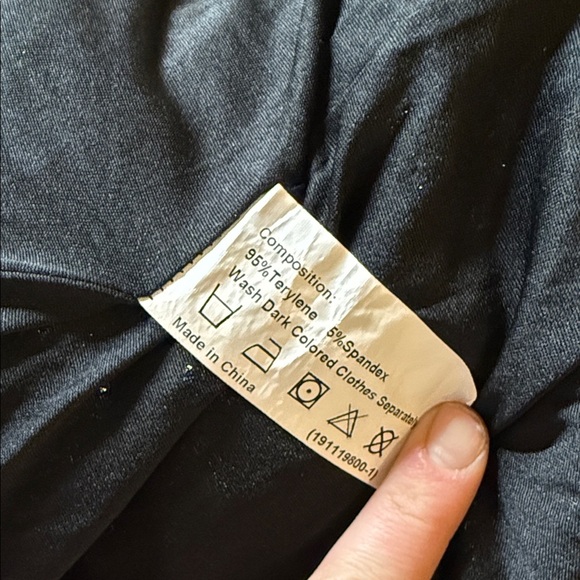 Composition:
95%Terylene 5%Spandex
Wash Dark Colored Clothes Separately
Made in China
(191119800-1)